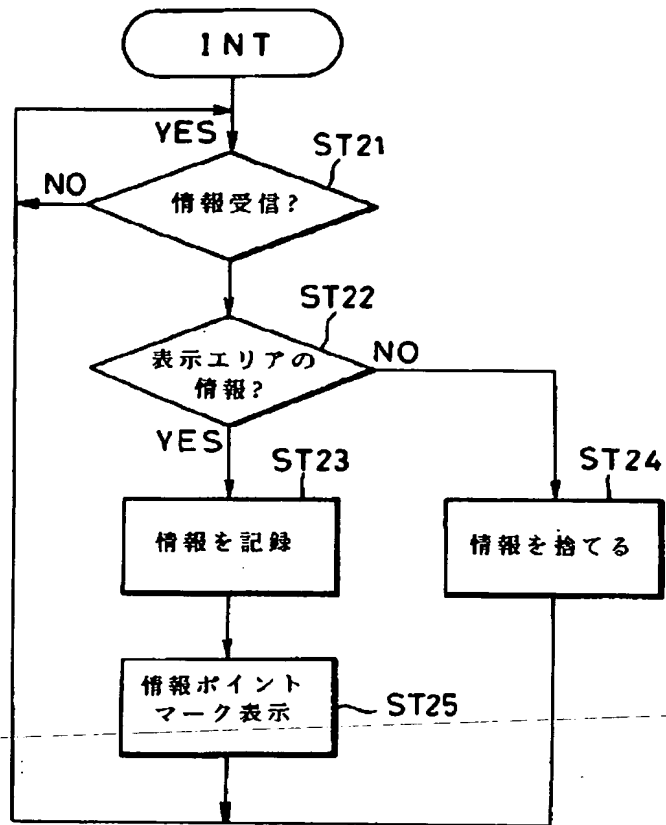 INT
YES
ST21
NO
情報受信?
ST22
表示エリアの
情報?
NO
YES
ST23
ST24
情報を記録
情報を捨てる
情報ポイント
マーク表示
ST25